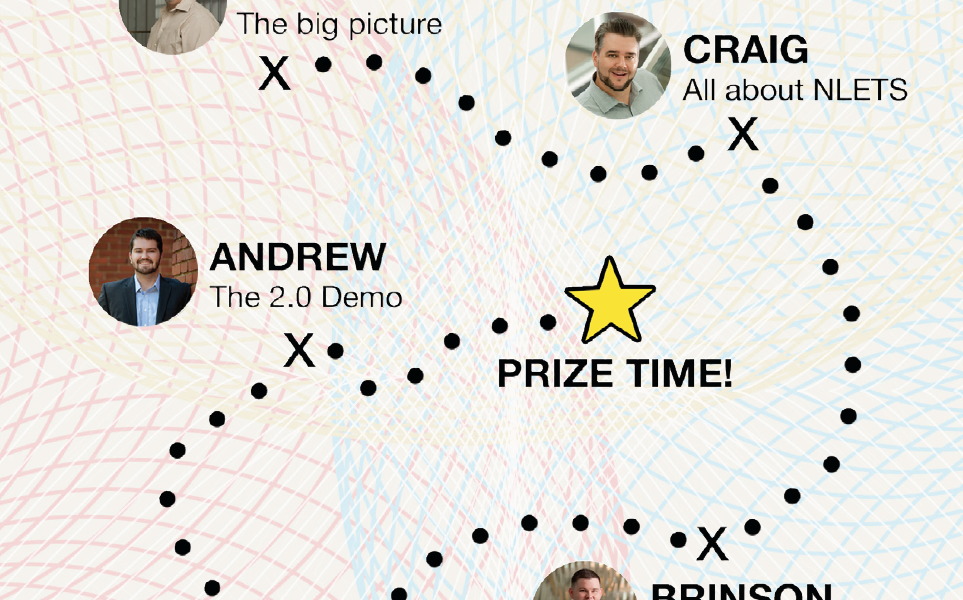 The big picture
X
CRAIG
All about NLETS
X
ANDREW
The 2.0 Demo
X
PRIZE TIME!
X
BRINSON